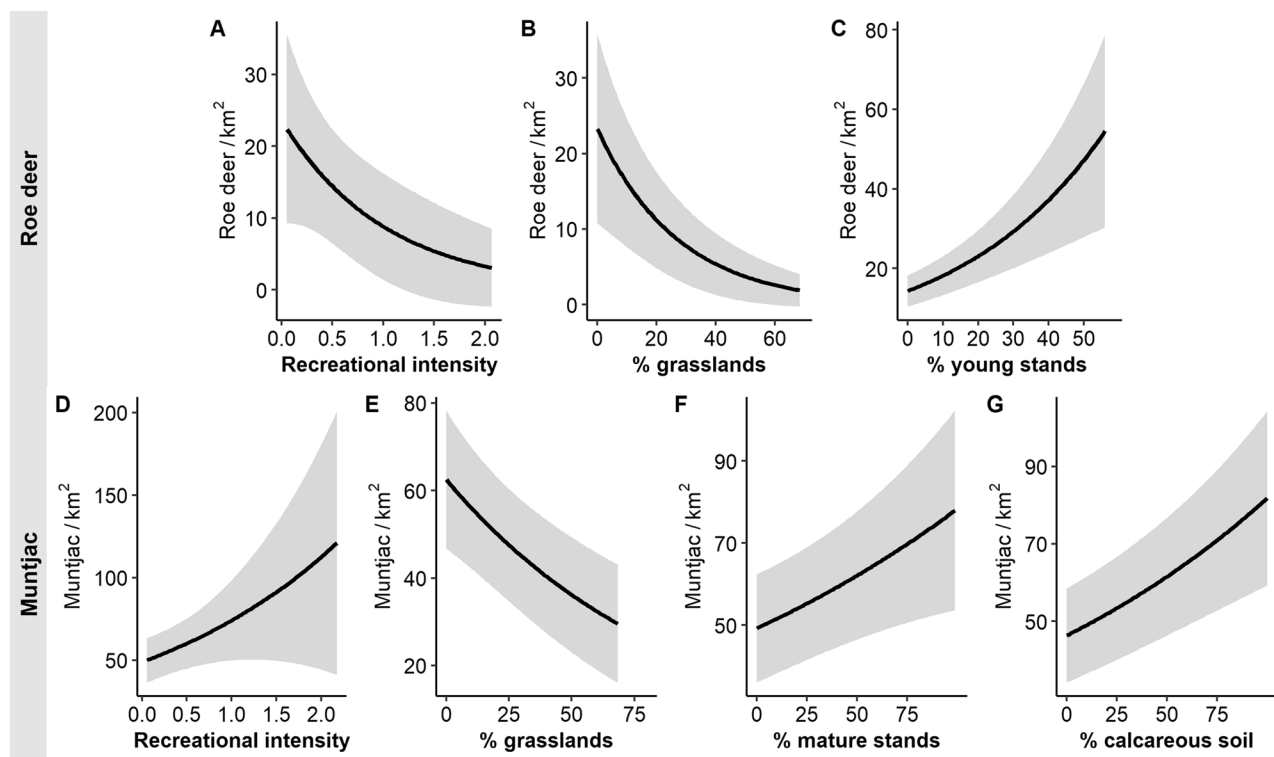 Roe deer
A
Roe deer / km2
30
20
10
0
0.0 0.5 1.0 1.5 2.0
Recreational intensity
B
Roe deer / km2
30
20
10
0
0 20 40 60
% grasslands
C
Roe deer / km2
80
60
40
20
0 10 20 30 40 50
% young stands
Muntjac
D
Muntjac / km2
200
150
100
50
0.0 0.5 1.0 1.5 2.0
Recreational intensity
E
Muntjac / km2
80
60
40
20
0 25 50 75
% grasslands
F
Muntjac / km2
90
70
50
0 25 50 75
% mature stands
G
Muntjac / km2
90
70
50
0 25 50 75
% calcareous soil